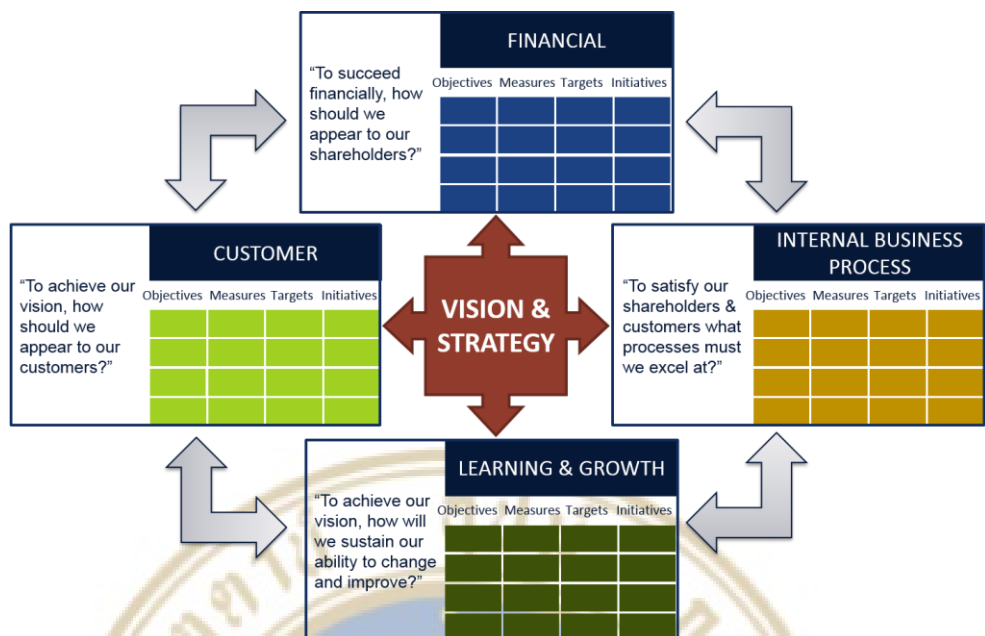 FINANCIAL
“To succeed
financially, how
should we
appear to our
shareholders?”
Objectives Measures Targets Initiatives
CUSTOMER
“To achieve our
vision, how
should we
appear to our
customers?”
Objectives Measures Targets Initiatives
VISION &
STRATEGY
INTERNAL BUSINESS
PROCESS
“To satisfy our
shareholders &
customers what
processes must
we excel at?”
Objectives Measures Targets Initiatives
LEARNING & GROWTH
“To achieve our
vision, how will
we sustain our
ability to change
and improve?”
Objectives Measures Targets Initiatives